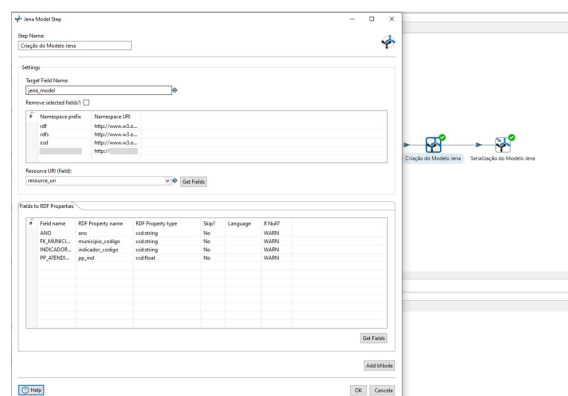 Jena Model Step
Step Name:
Criação do Modelo Jena
Settings
Target Field Name:
jena_model
Remove selected fields?:
# Namespace prefix Namespace URI
rdf http://www.w3.o...
rdfs http://www.w3.o...
xsd http://www.w3.o...
http://
Resource URI (field):
resource_uri Get Fields
Criação do Modelo Jena Serialização do Modelo Jena
Fields to RDF Properties
# Field name RDF Property name RDF Property type Skip? Language If Null?
ANO ano xsd:string No WARN
FK_MUNICI... municipio_codigo xsd:string No WARN
INDICADOR... indicador_codigo xsd:string No WARN
PP_ATENDI... pp_ind xsd:float No WARN
Get Fields
Add bNode
Help OK Cancela